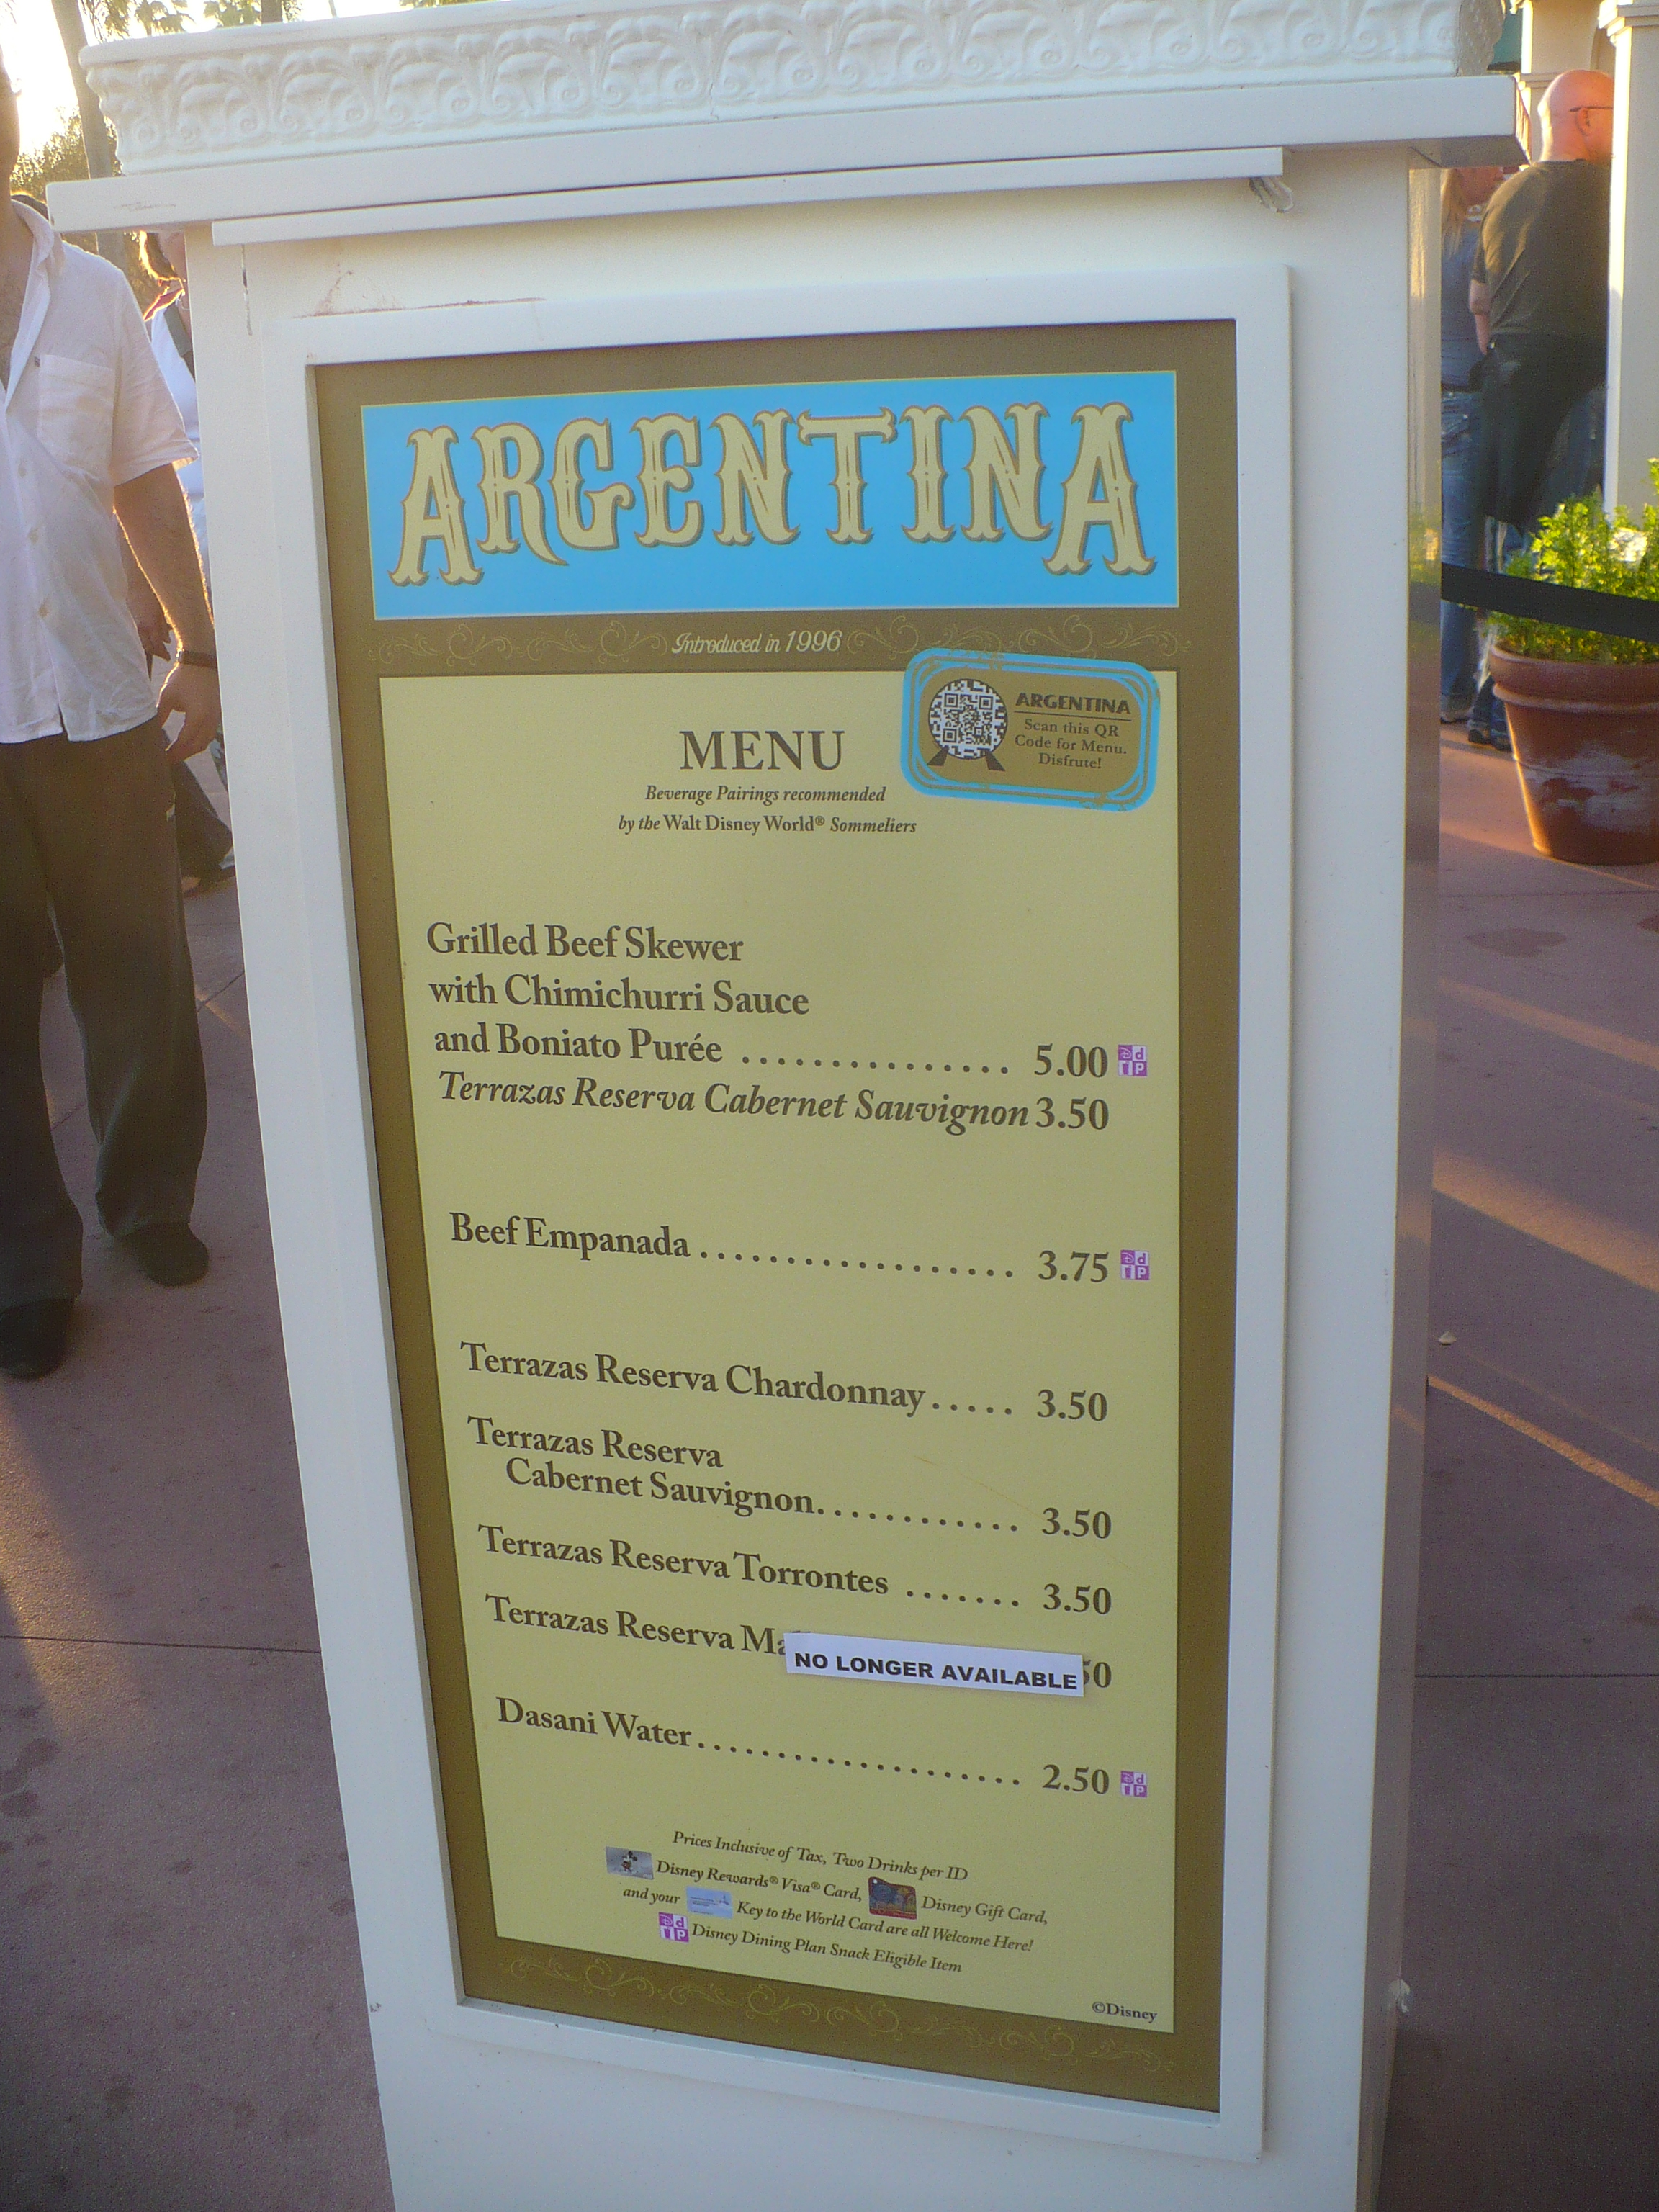 ARGENTINA
Introduced in 1996
ARGENTINA
Scan this QR
Code for Menu.
Disfrute!
MENU
Beverage Pairings recommended
by the Walt Disney World® Sommeliers
Grilled Beef Skewer
with Chimichurri Sauce
and Boniato Purée ............... 5.00 DdP
Terrazas Reserva Cabernet Sauvignon 3.50
Beef Empanada .................. 3.75 DdP
Terrazas Reserva Chardonnay ..... 3.50
Terrazas Reserva
Cabernet Sauvignon ............ 3.50
Terrazas Reserva Torrontes ....... 3.50
Terrazas Reserva NO LONGER AVAILABLE 50
Dasani Water ................... 2.50 DdP
Prices Inclusive of Tax, Two Drinks per ID
Disney Rewards® Visa® Card, Disney Gift Card,
and your Key to the World Card are all Welcome Here!
DdP Disney Dining Plan Snack Eligible Item
©Disney